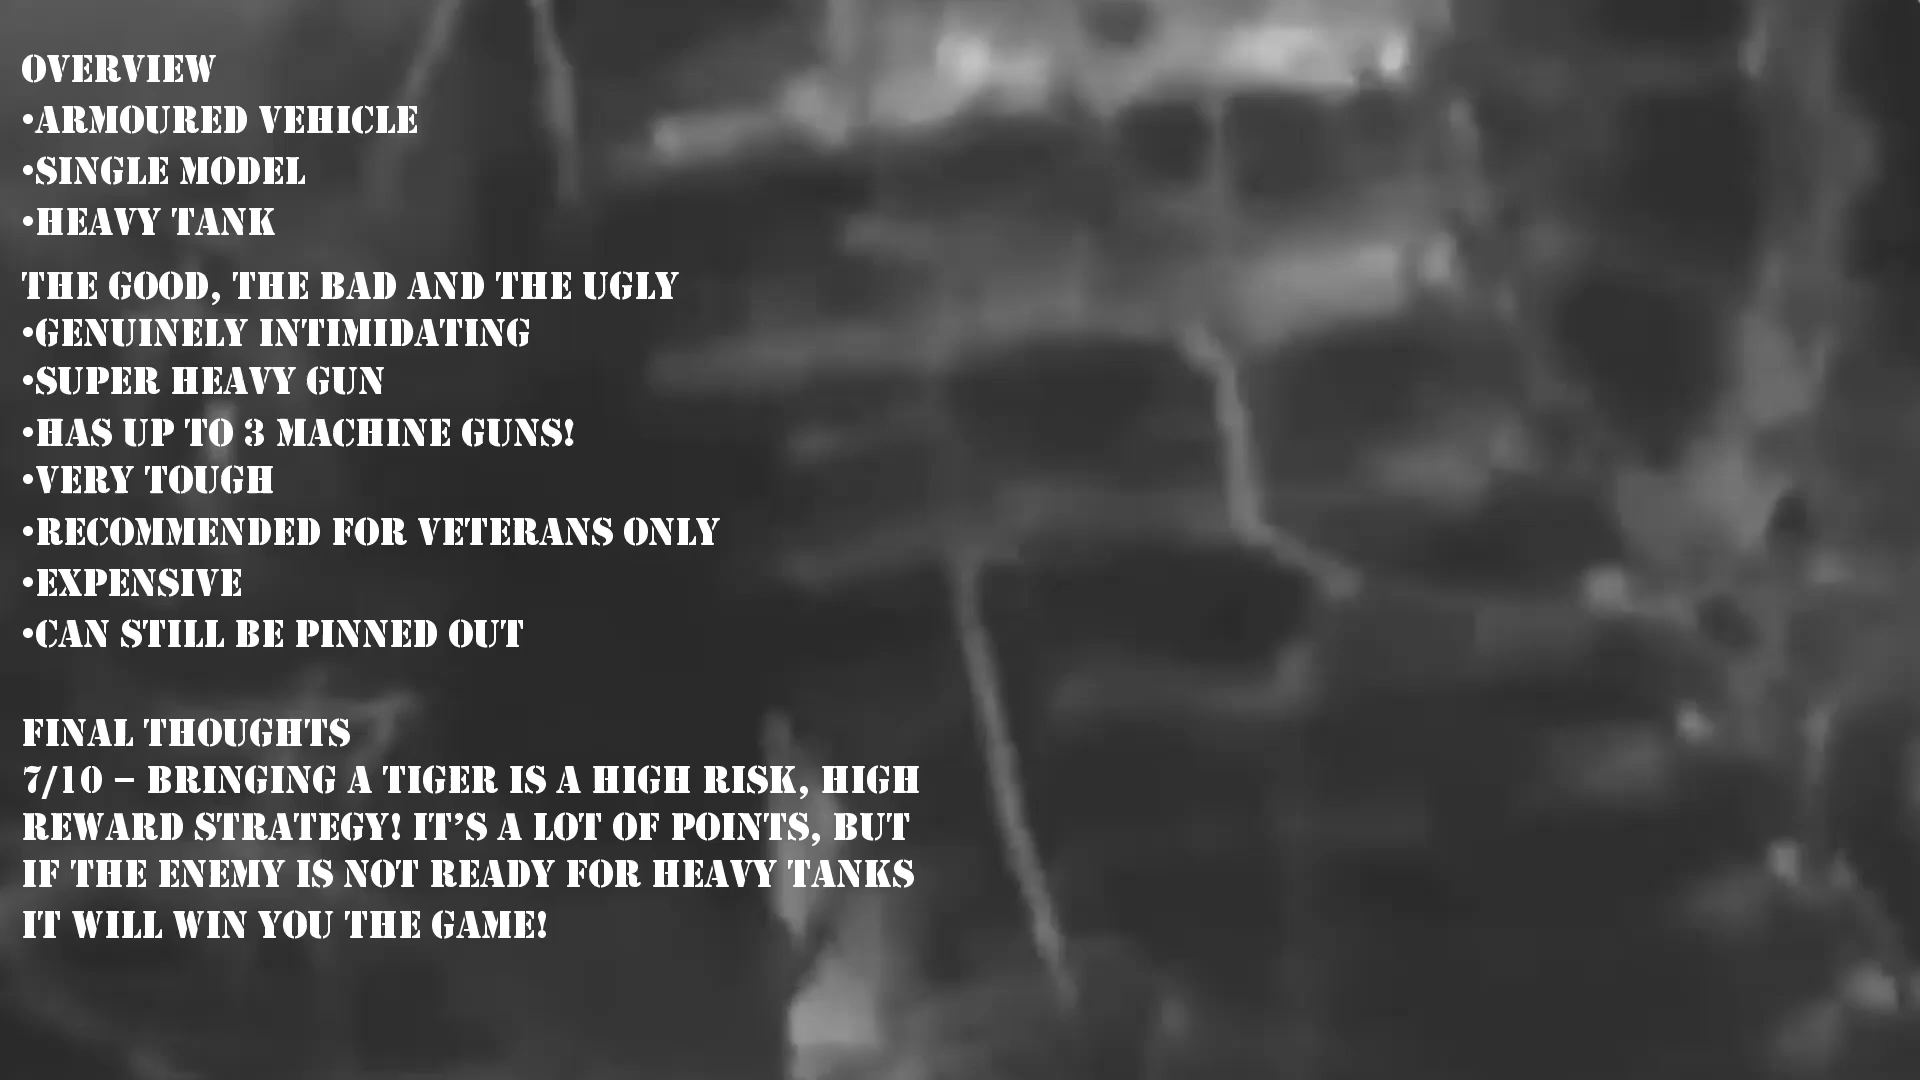 OVERVIEW
•ARMOURED VEHICLE
•SINGLE MODEL
•HEAVY TANK
THE GOOD, THE BAD AND THE UGLY
•GENUINELY INTIMIDATING
•SUPER HEAVY GUN
•HAS UP TO 3 MACHINE GUNS!
•VERY TOUGH
•RECOMMENDED FOR VETERANS ONLY
•EXPENSIVE
•CAN STILL BE PINNED OUT
FINAL THOUGHTS
7/10 – BRINGING A TIGER IS A HIGH RISK, HIGH
REWARD STRATEGY! IT’S A LOT OF POINTS, BUT
IF THE ENEMY IS NOT READY FOR HEAVY TANKS
IT WILL WIN YOU THE GAME!